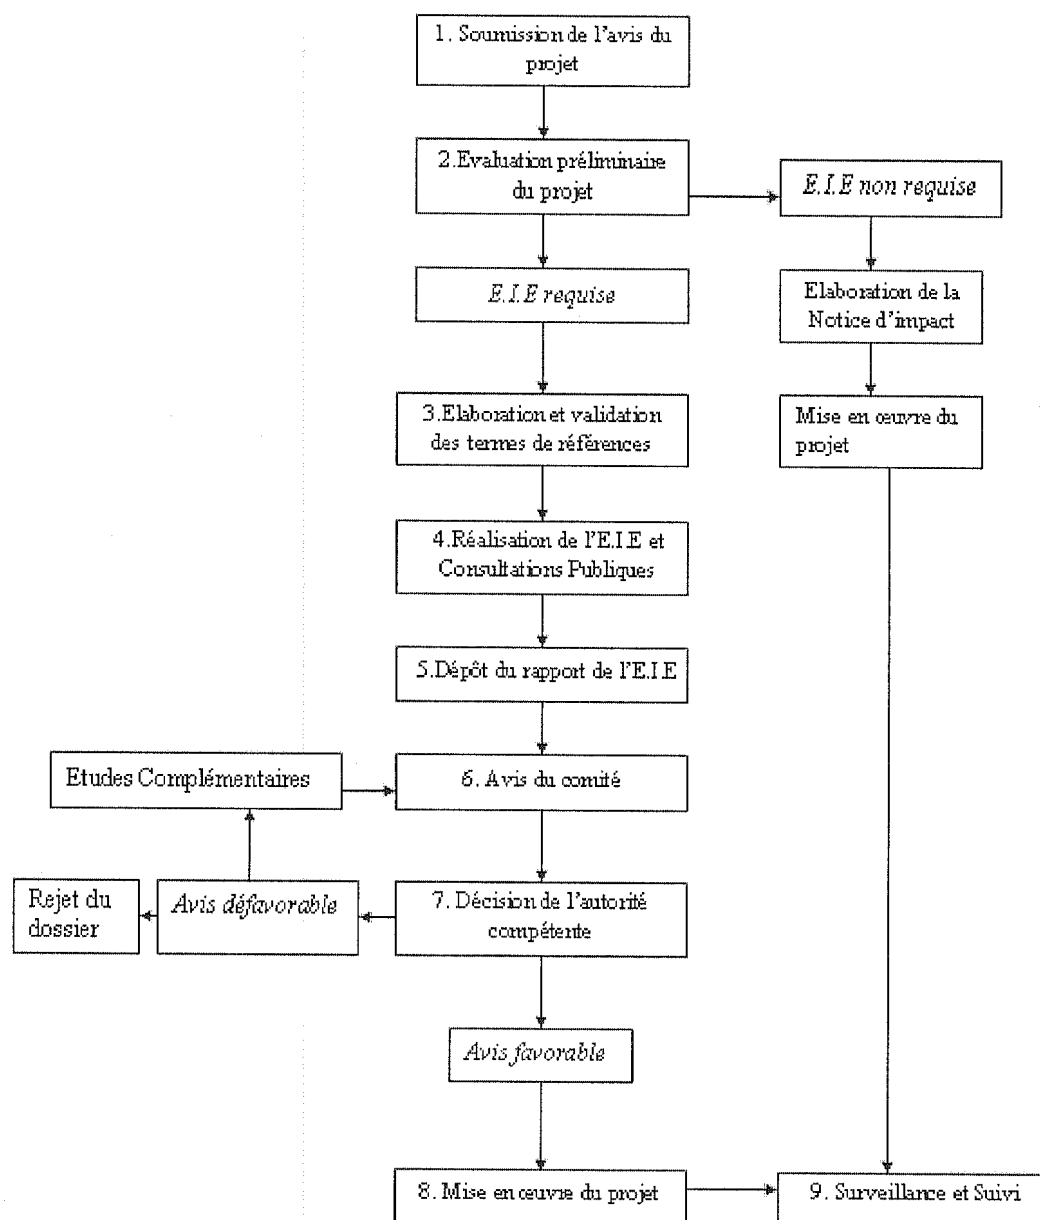 1. Soumission de l'avis du
projet
2.Evaluation préliminaire
du projet
E.I.E non requise
E.I.E requise
Elaboration de la
Notice d'impact
3.Elaboration et validation
des termes de références
Mise en œuvre du
projet
4.Réalisation de l'E.I.E et
Consultations Publiques
5.Dépôt du rapport de l'E.I.E
Etudes Complémentaires
6. Avis du comité
Rejet du
dossier
Avis défavorable
7. Décision de l'autorité
compétente
Avis favorable
8. Mise en œuvre du projet
9. Surveillance et Suivi